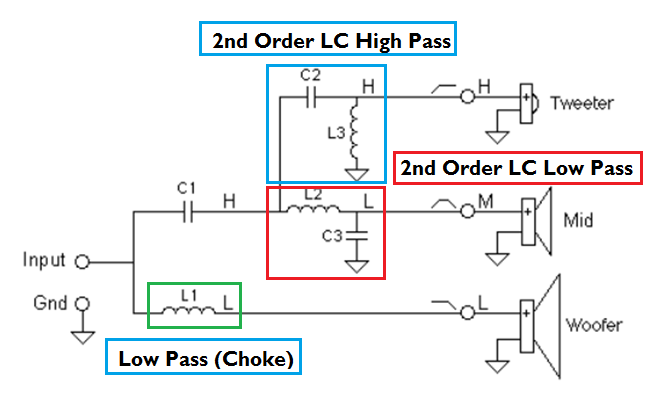 2nd Order LC High Pass
C2
H
H
Tweeter
L3
2nd Order LC Low Pass
C1
H
L2
L
M
Mid
C3
Input
Gnd
L1
L
L
Woofer
Low Pass (Choke)
+
+
+